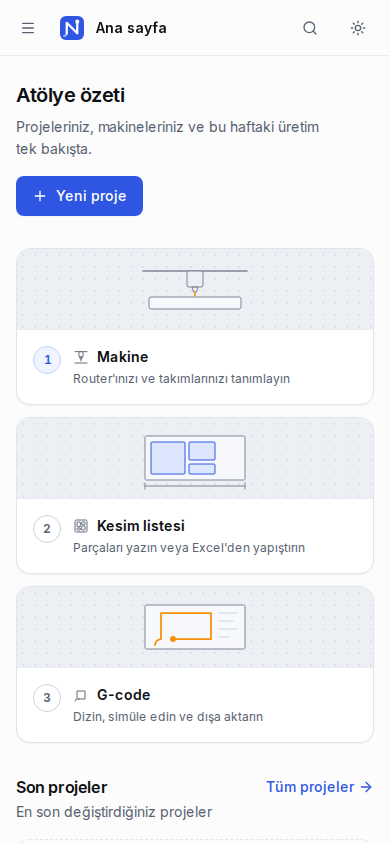 Ana sayfa
Atölye özeti
Projeleriniz, makineleriniz ve bu haftaki üretim
tek bakışta.
Yeni proje
1
Makine
Router'ınızı ve takımlarınızı tanımlayın
2
Kesim listesi
Parçaları yazın veya Excel'den yapıştırın
3
G-code
Dizin, simüle edin ve dışa aktarın
Son projeler
Tüm projeler
En son değiştirdiğiniz projeler